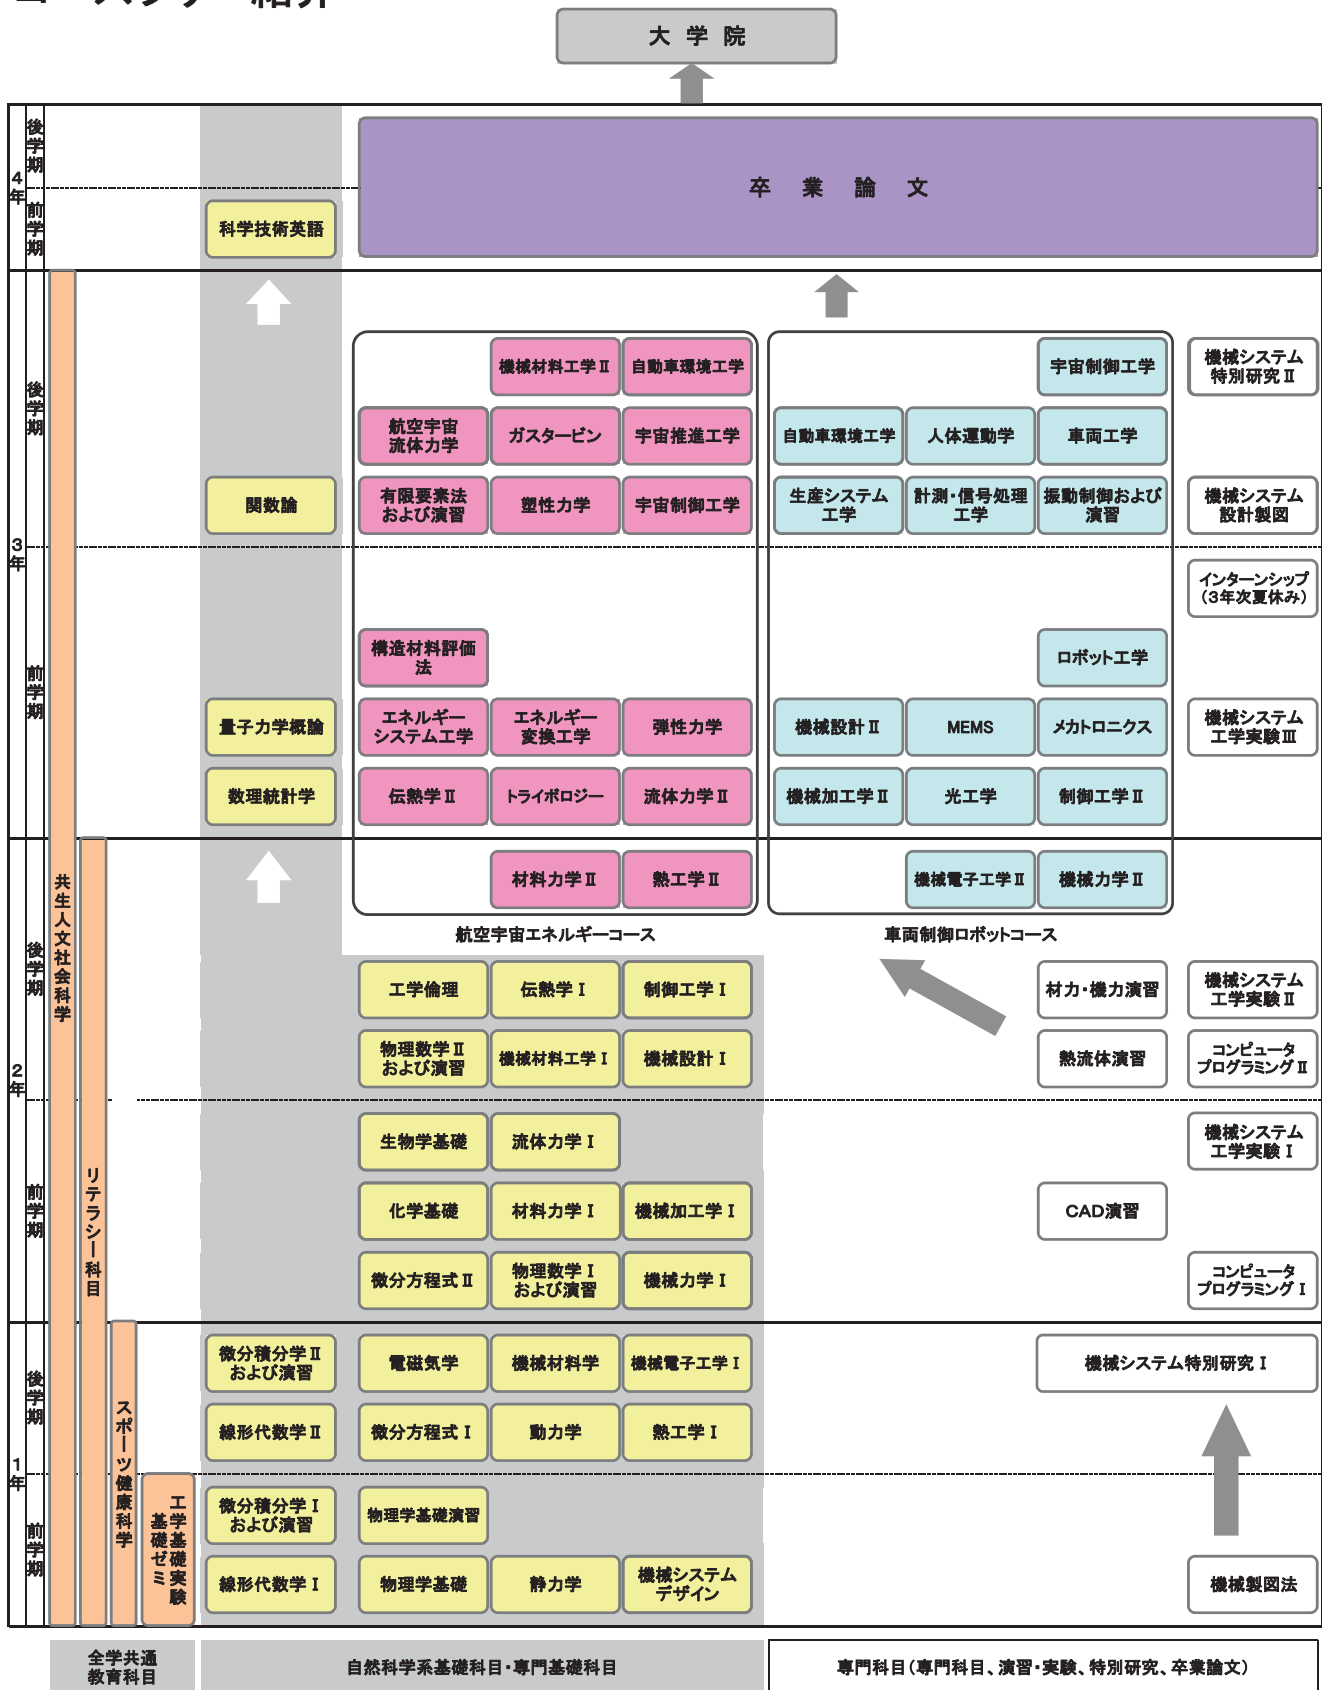 コースツリー紹介
大学院
4年
後学期
前学期
卒業論文
科学技術英語
3年
後学期
機械材料工学Ⅱ
自動車環境工学
宇宙制御工学
機械システム
特別研究Ⅱ
航空宇宙
流体力学
ガスタービン
宇宙推進工学
自動車環境工学
人体運動学
車両工学
関数論
有限要素法
および演習
塑性力学
宇宙制御工学
生産システム
工学
計測・信号処理
工学
振動制御および
演習
機械システム
設計製図
前学期
インターンシップ
(3年次夏休み)
構造材料評価
法
ロボット工学
量子力学概論
エネルギー
システム工学
エネルギー
変換工学
弾性力学
機械設計Ⅱ
MEMS
メカトロニクス
機械システム
工学実験Ⅲ
数理統計学
伝熱学Ⅱ
トライボロジー
流体力学Ⅱ
機械加工学Ⅱ
光工学
制御工学Ⅱ
2年
後学期
材料力学Ⅱ
熱工学Ⅱ
機械電子工学Ⅱ
機械力学Ⅱ
航空宇宙エネルギーコース
車両制御ロボットコース
共生人文社会科学
工学倫理
伝熱学Ⅰ
制御工学Ⅰ
材力・機力演習
機械システム
工学実験Ⅱ
物理数学Ⅱ
および演習
機械材料工学Ⅰ
機械設計Ⅰ
熱流体演習
コンピュータ
プログラミングⅡ
前学期
リテラシー科目
生物学基礎
流体力学Ⅰ
機械システム
工学実験Ⅰ
化学基礎
材料力学Ⅰ
機械加工学Ⅰ
CAD演習
微分方程式Ⅱ
物理数学Ⅰ
および演習
機械力学Ⅰ
コンピュータ
プログラミングⅠ
1年
後学期
スポーツ健康科学
微分積分学Ⅱ
および演習
電磁気学
機械材料学
機械電子工学Ⅰ
機械システム特別研究Ⅰ
線形代数学Ⅱ
微分方程式Ⅰ
動力学
熱工学Ⅰ
前学期
工学基礎実験
基礎ゼミ
微分積分学Ⅰ
および演習
物理学基礎演習
線形代数学Ⅰ
物理学基礎
静力学
機械システム
デザイン
機械製図法
全学共通
教育科目
自然科学系基礎科目・専門基礎科目
専門科目(専門科目、演習・実験、特別研究、卒業論文)